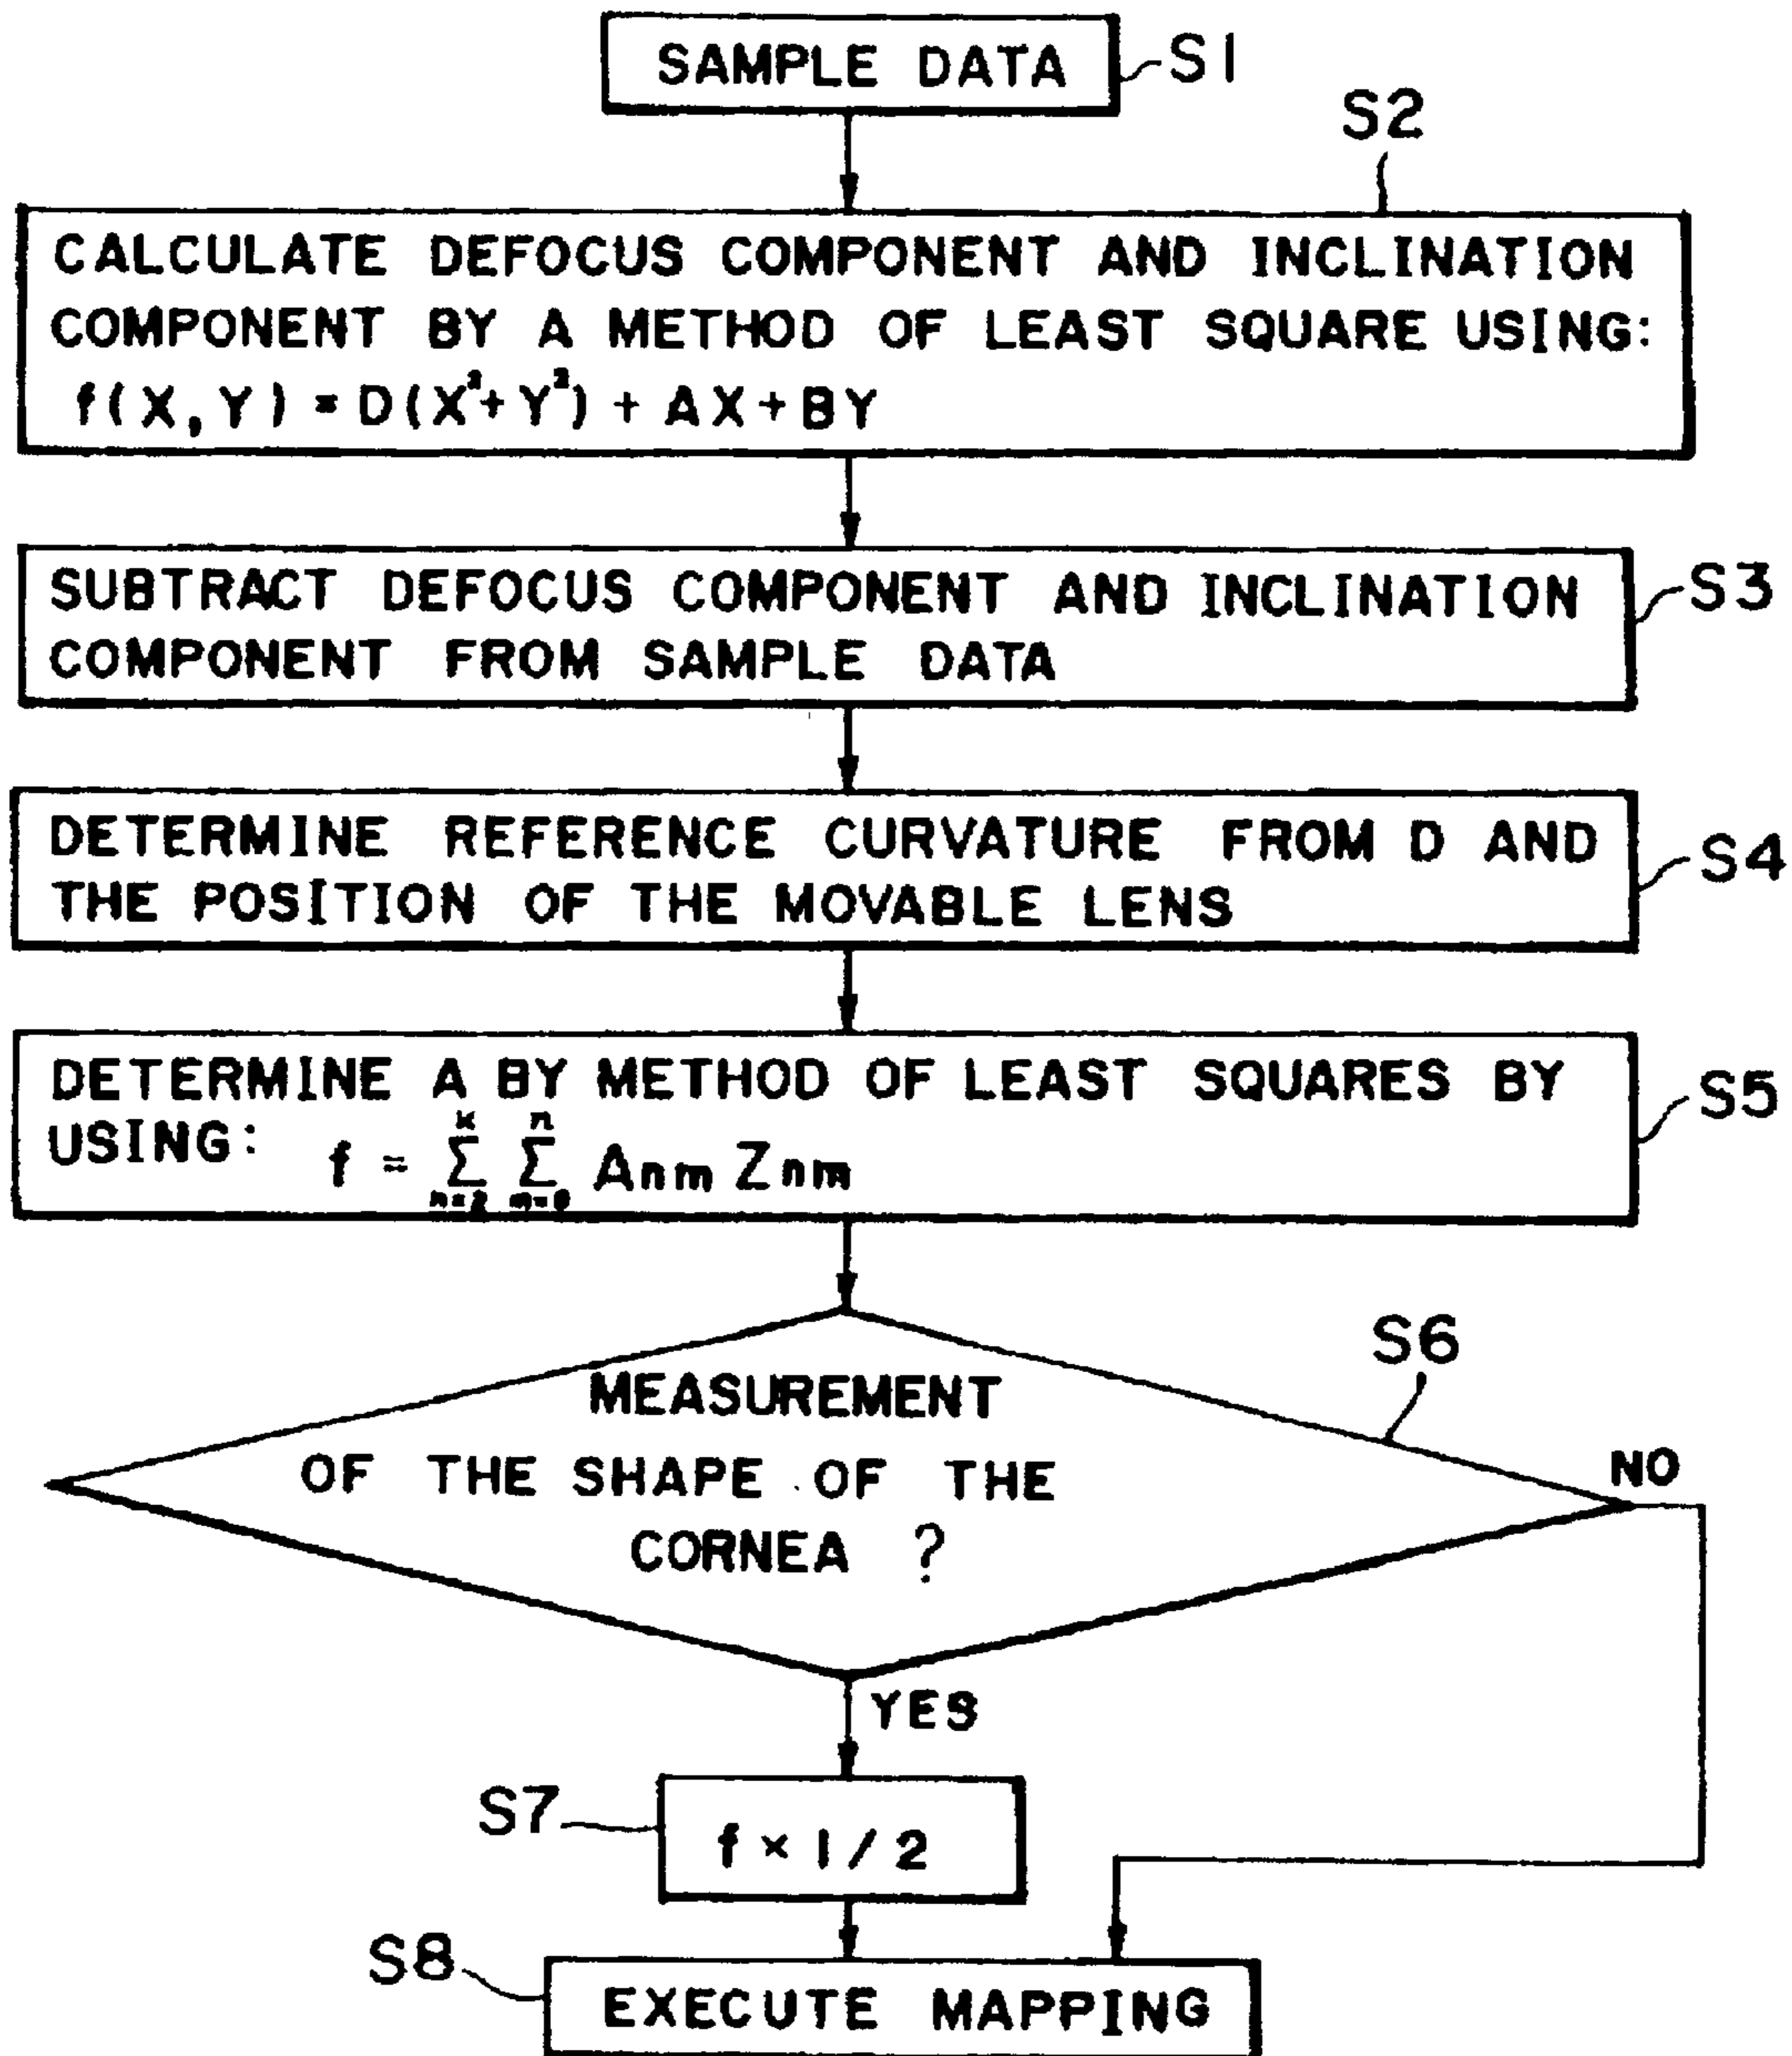 SAMPLE DATA
S1
S2
CALCULATE DEFOCUS COMPONENT AND INCLINATION
COMPONENT BY A METHOD OF LEAST SQUARE USING:
f(X,Y) = D(X²+Y²) + AX+BY
SUBTRACT DEFOCUS COMPONENT AND INCLINATION
COMPONENT FROM SAMPLE DATA
S3
DETERMINE REFERENCE CURVATURE FROM D AND
THE POSITION OF THE MOVABLE LENS
S4
DETERMINE A BY METHOD OF LEAST SQUARES BY
USING: f = Σ Σ Anm Znm
S5
S6
MEASUREMENT
OF THE SHAPE OF THE
CORNEA ?
NO
YES
S7
f × 1/2
S8
EXECUTE MAPPING